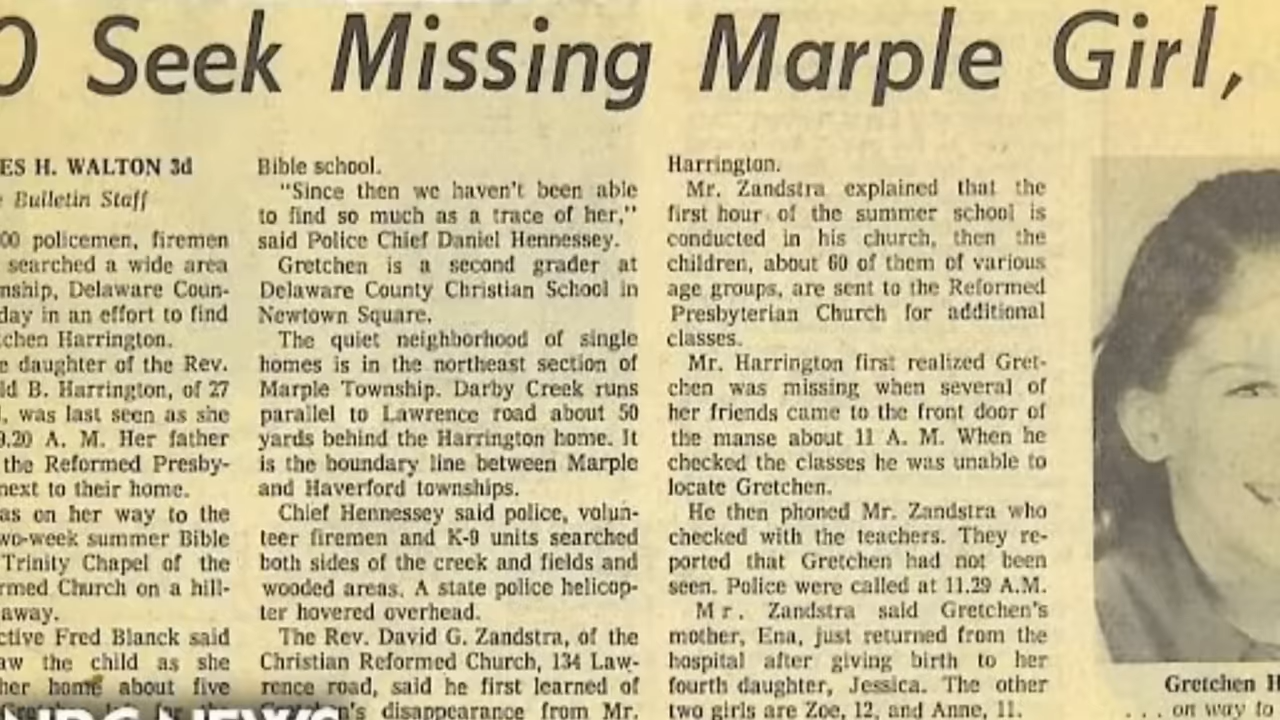 0 Seek Missing Marple Girl,
ES H. WALTON 3d
Bulletin Staff
00 policemen, firemen
searched a wide area
nship, Delaware Coun-
day in an effort to find
tchen Harrington.
e daughter of the Rev.
ld B. Harrington, of 27
, was last seen as she
9.20 A. M. Her father
the Reformed Presby-
next to their home.
as on her way to the
wo-week summer Bible
Trinity Chapel of the
rmed Church on a hill-
away.
ctive Fred Blanck said
aw the child as she
her home about five
Bible school.
"Since then we haven't been able
to find so much as a trace of her,"
said Police Chief Daniel Hennessey.
Gretchen is a second grader at
Delaware County Christian School in
Newtown Square.
The quiet neighborhood of single
homes is in the northeast section of
Marple Township. Darby Creek runs
parallel to Lawrence road about 50
yards behind the Harrington home. It
is the boundary line between Marple
and Haverford townships.
Chief Hennessey said police, volun-
teer firemen and K-9 units searched
both sides of the creek and fields and
wooded areas. A state police helicop-
ter hovered overhead.
The Rev. David G. Zandstra, of the
Christian Reformed Church, 134 Law-
rence road, said he first learned of
's disappearance from Mr.
Harrington.
Mr. Zandstra explained that the
first hour of the summer school is
conducted in his church, then the
children, about 60 of them of various
age groups, are sent to the Reformed
Presbyterian Church for additional
classes.
Mr. Harrington first realized Gret-
chen was missing when several of
her friends came to the front door of
the manse about 11 A. M. When he
checked the classes he was unable to
locate Gretchen.
He then phoned Mr. Zandstra who
checked with the teachers. They re-
ported that Gretchen had not been
seen. Police were called at 11.29 A.M.
Mr. Zandstra said Gretchen's
mother, Ena, just returned from the
hospital after giving birth to her
fourth daughter, Jessica. The other
two girls are Zoe, 12, and Anne, 11.
Gretchen H
. . . on way to
NBC NEWS